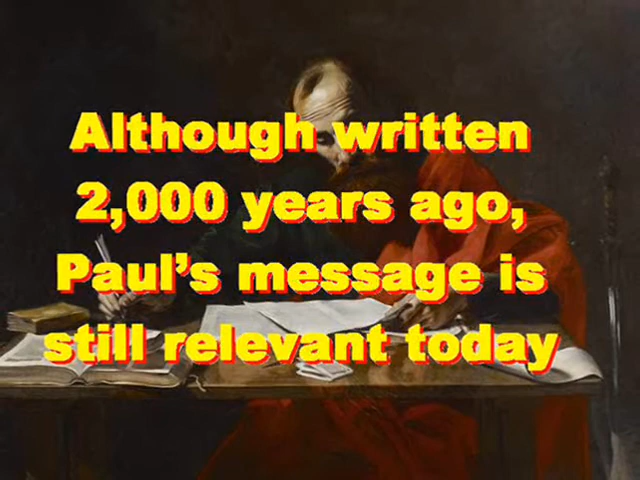 Although written
2,000 years ago,
Paul’s message is
still relevant today